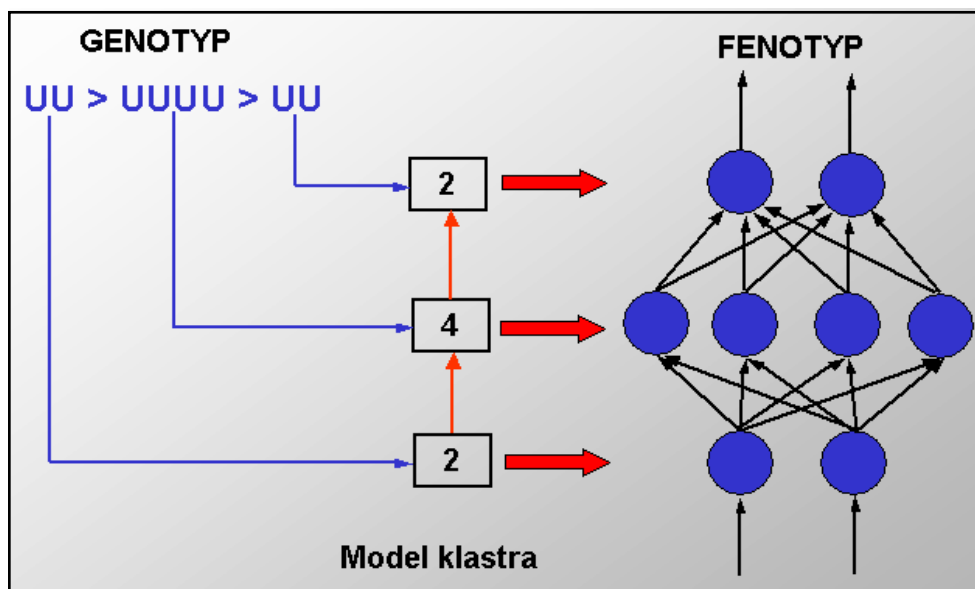 GENOTYP
FENOTYP
UU > UUUU > UU
2
4
2
Model klastra